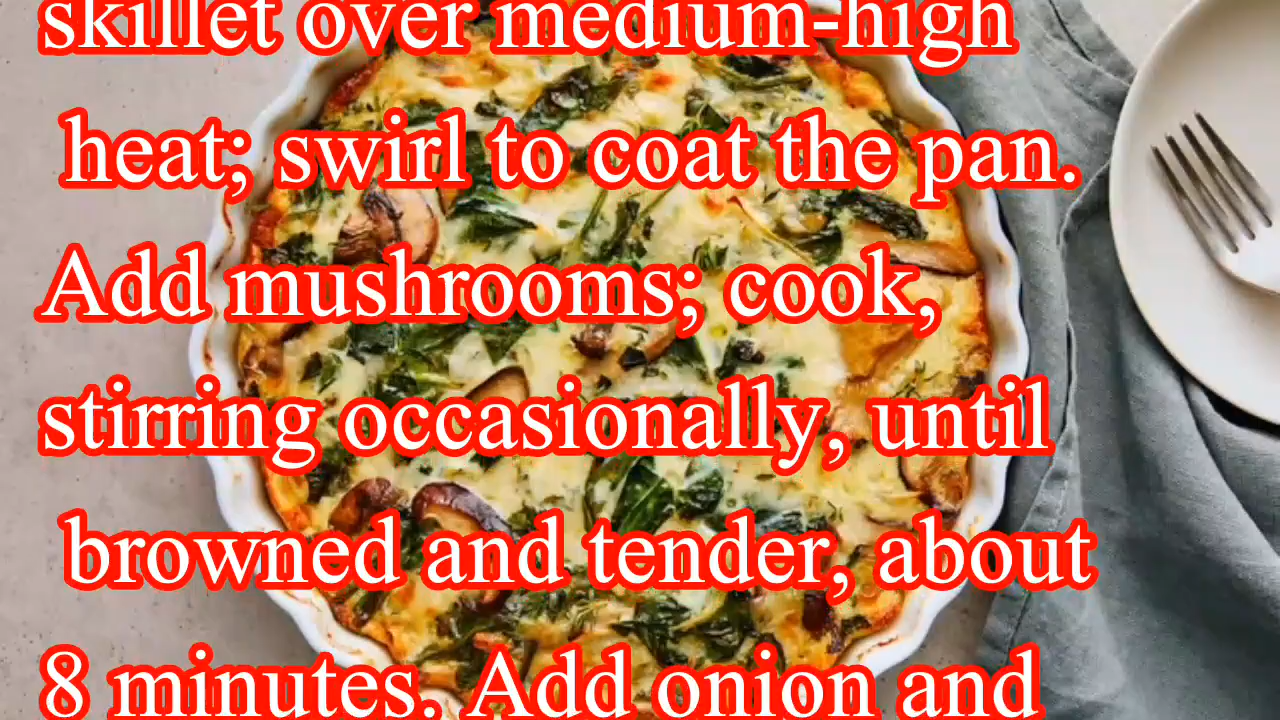 skillet over medium-high
heat; swirl to coat the pan.
Add mushrooms; cook,
stirring occasionally, until
browned and tender, about
8 minutes. Add onion and